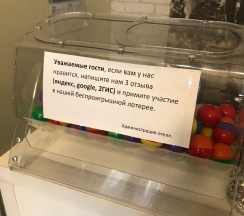 Уважаемые гости, если вам у нас
нравится, напишите нам 3 отзыва
(яндекс, google, 2ГИС) и примите участие
в нашей беспроигрышной лотерее.
Администрация отеля.